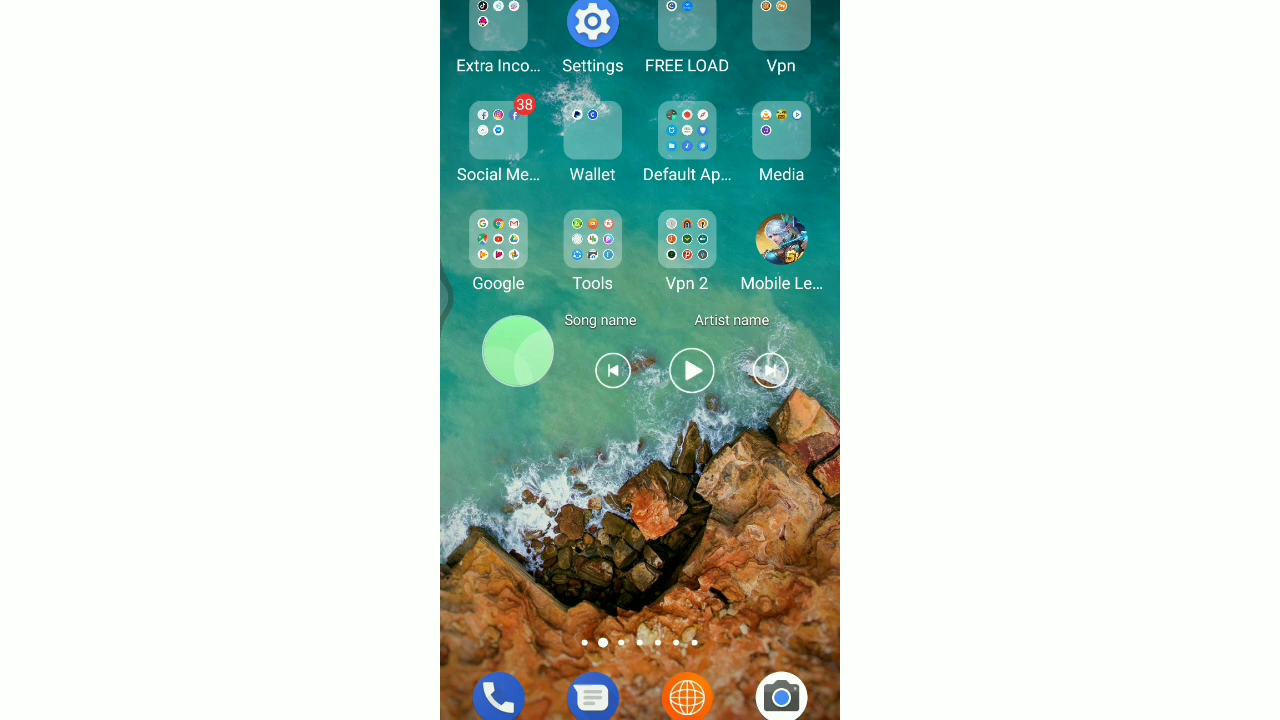 Extra Inco... Settings FREE LOAD Vpn
38
Social Me... Wallet Default Ap... Media
Google Tools Vpn 2 Mobile Le...
Song name Artist name